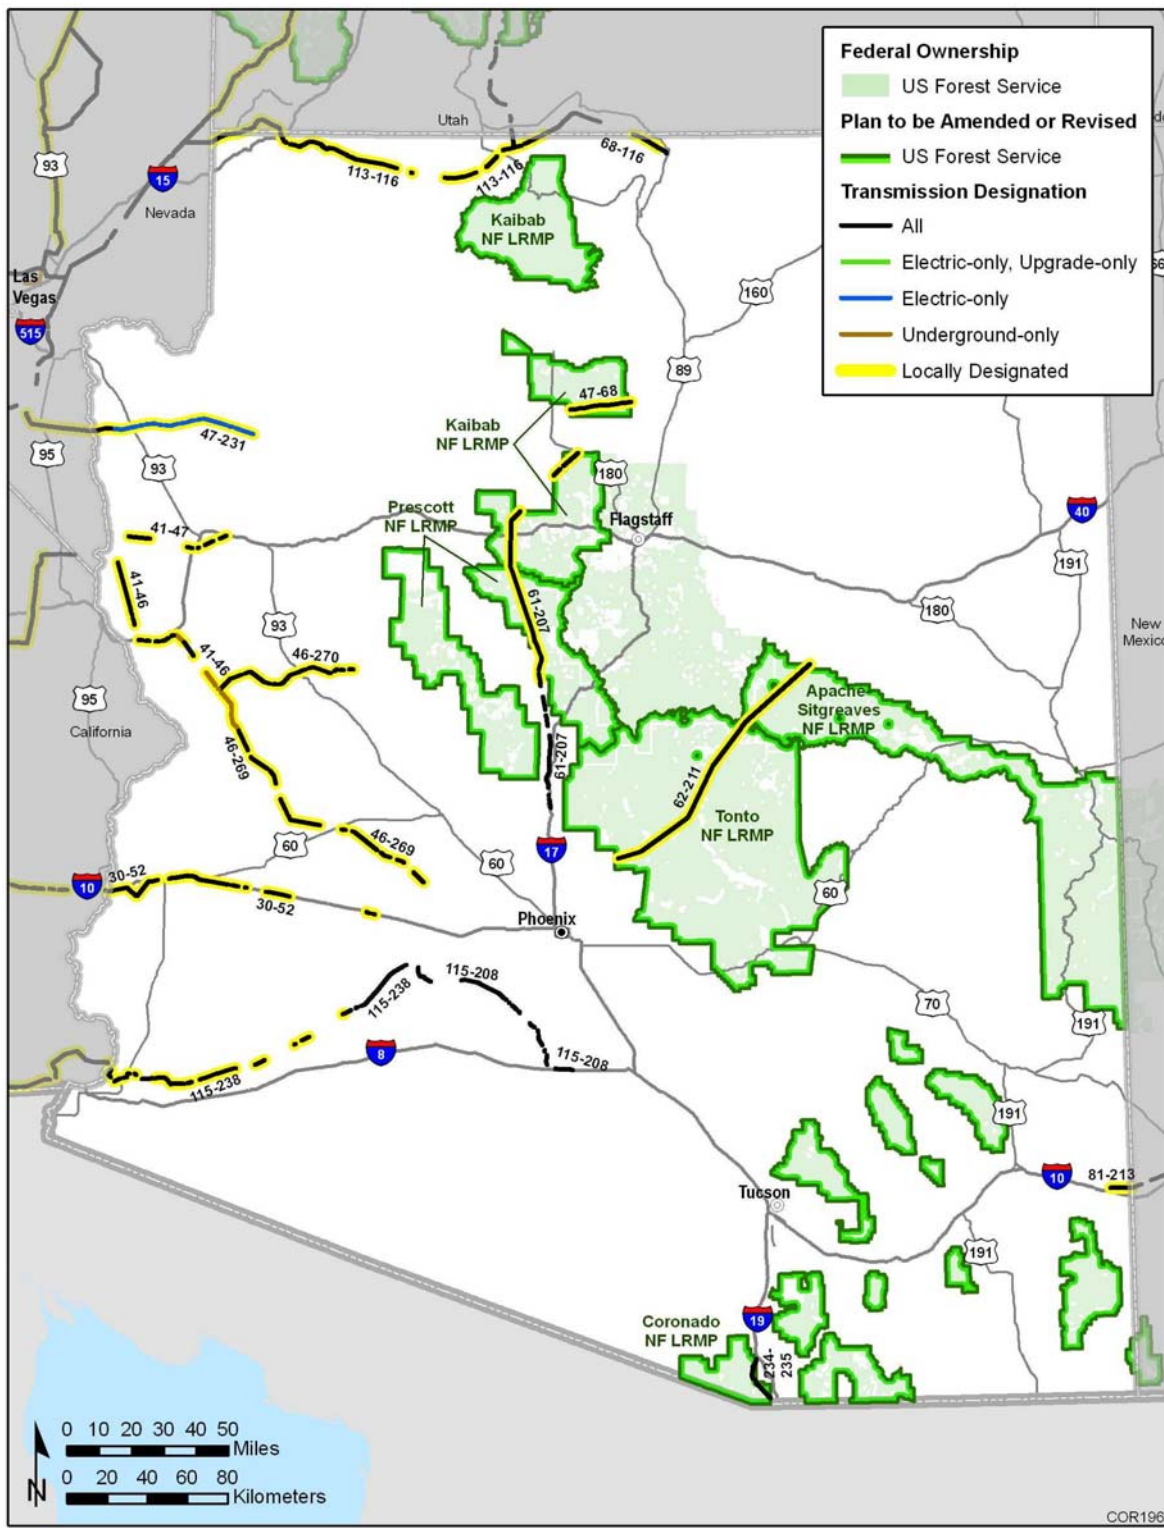 Federal Ownership
US Forest Service
Plan to be Amended or Revised
US Forest Service
Transmission Designation
All
Electric-only, Upgrade-only
Electric-only
Underground-only
Locally Designated
Utah
93
15
Nevada
113-116
113-116
68-116
Kaibab
NF LRMP
Las
Vegas
515
160
66
89
47-68
Kaibab
NF LRMP
47-231
95
93
180
Prescott
NF LRMP
Flagstaff
40
41-47
191
41-46
180
61-207
93
New
Mexico
41-46
46-270
95
California
Apache
Sitgreaves
NF LRMP
46-269
61-207
62-211
Tonto
NF LRMP
60
46-269
17
60
10
30-52
30-52
60
Phoenix
115-238
115-208
70
191
8
115-208
115-238
191
81-213
10
Tucson
191
Coronado
NF LRMP
19
234-
235
0 10 20 30 40 50
Miles
0 20 40 60 80
Kilometers
N
COR196